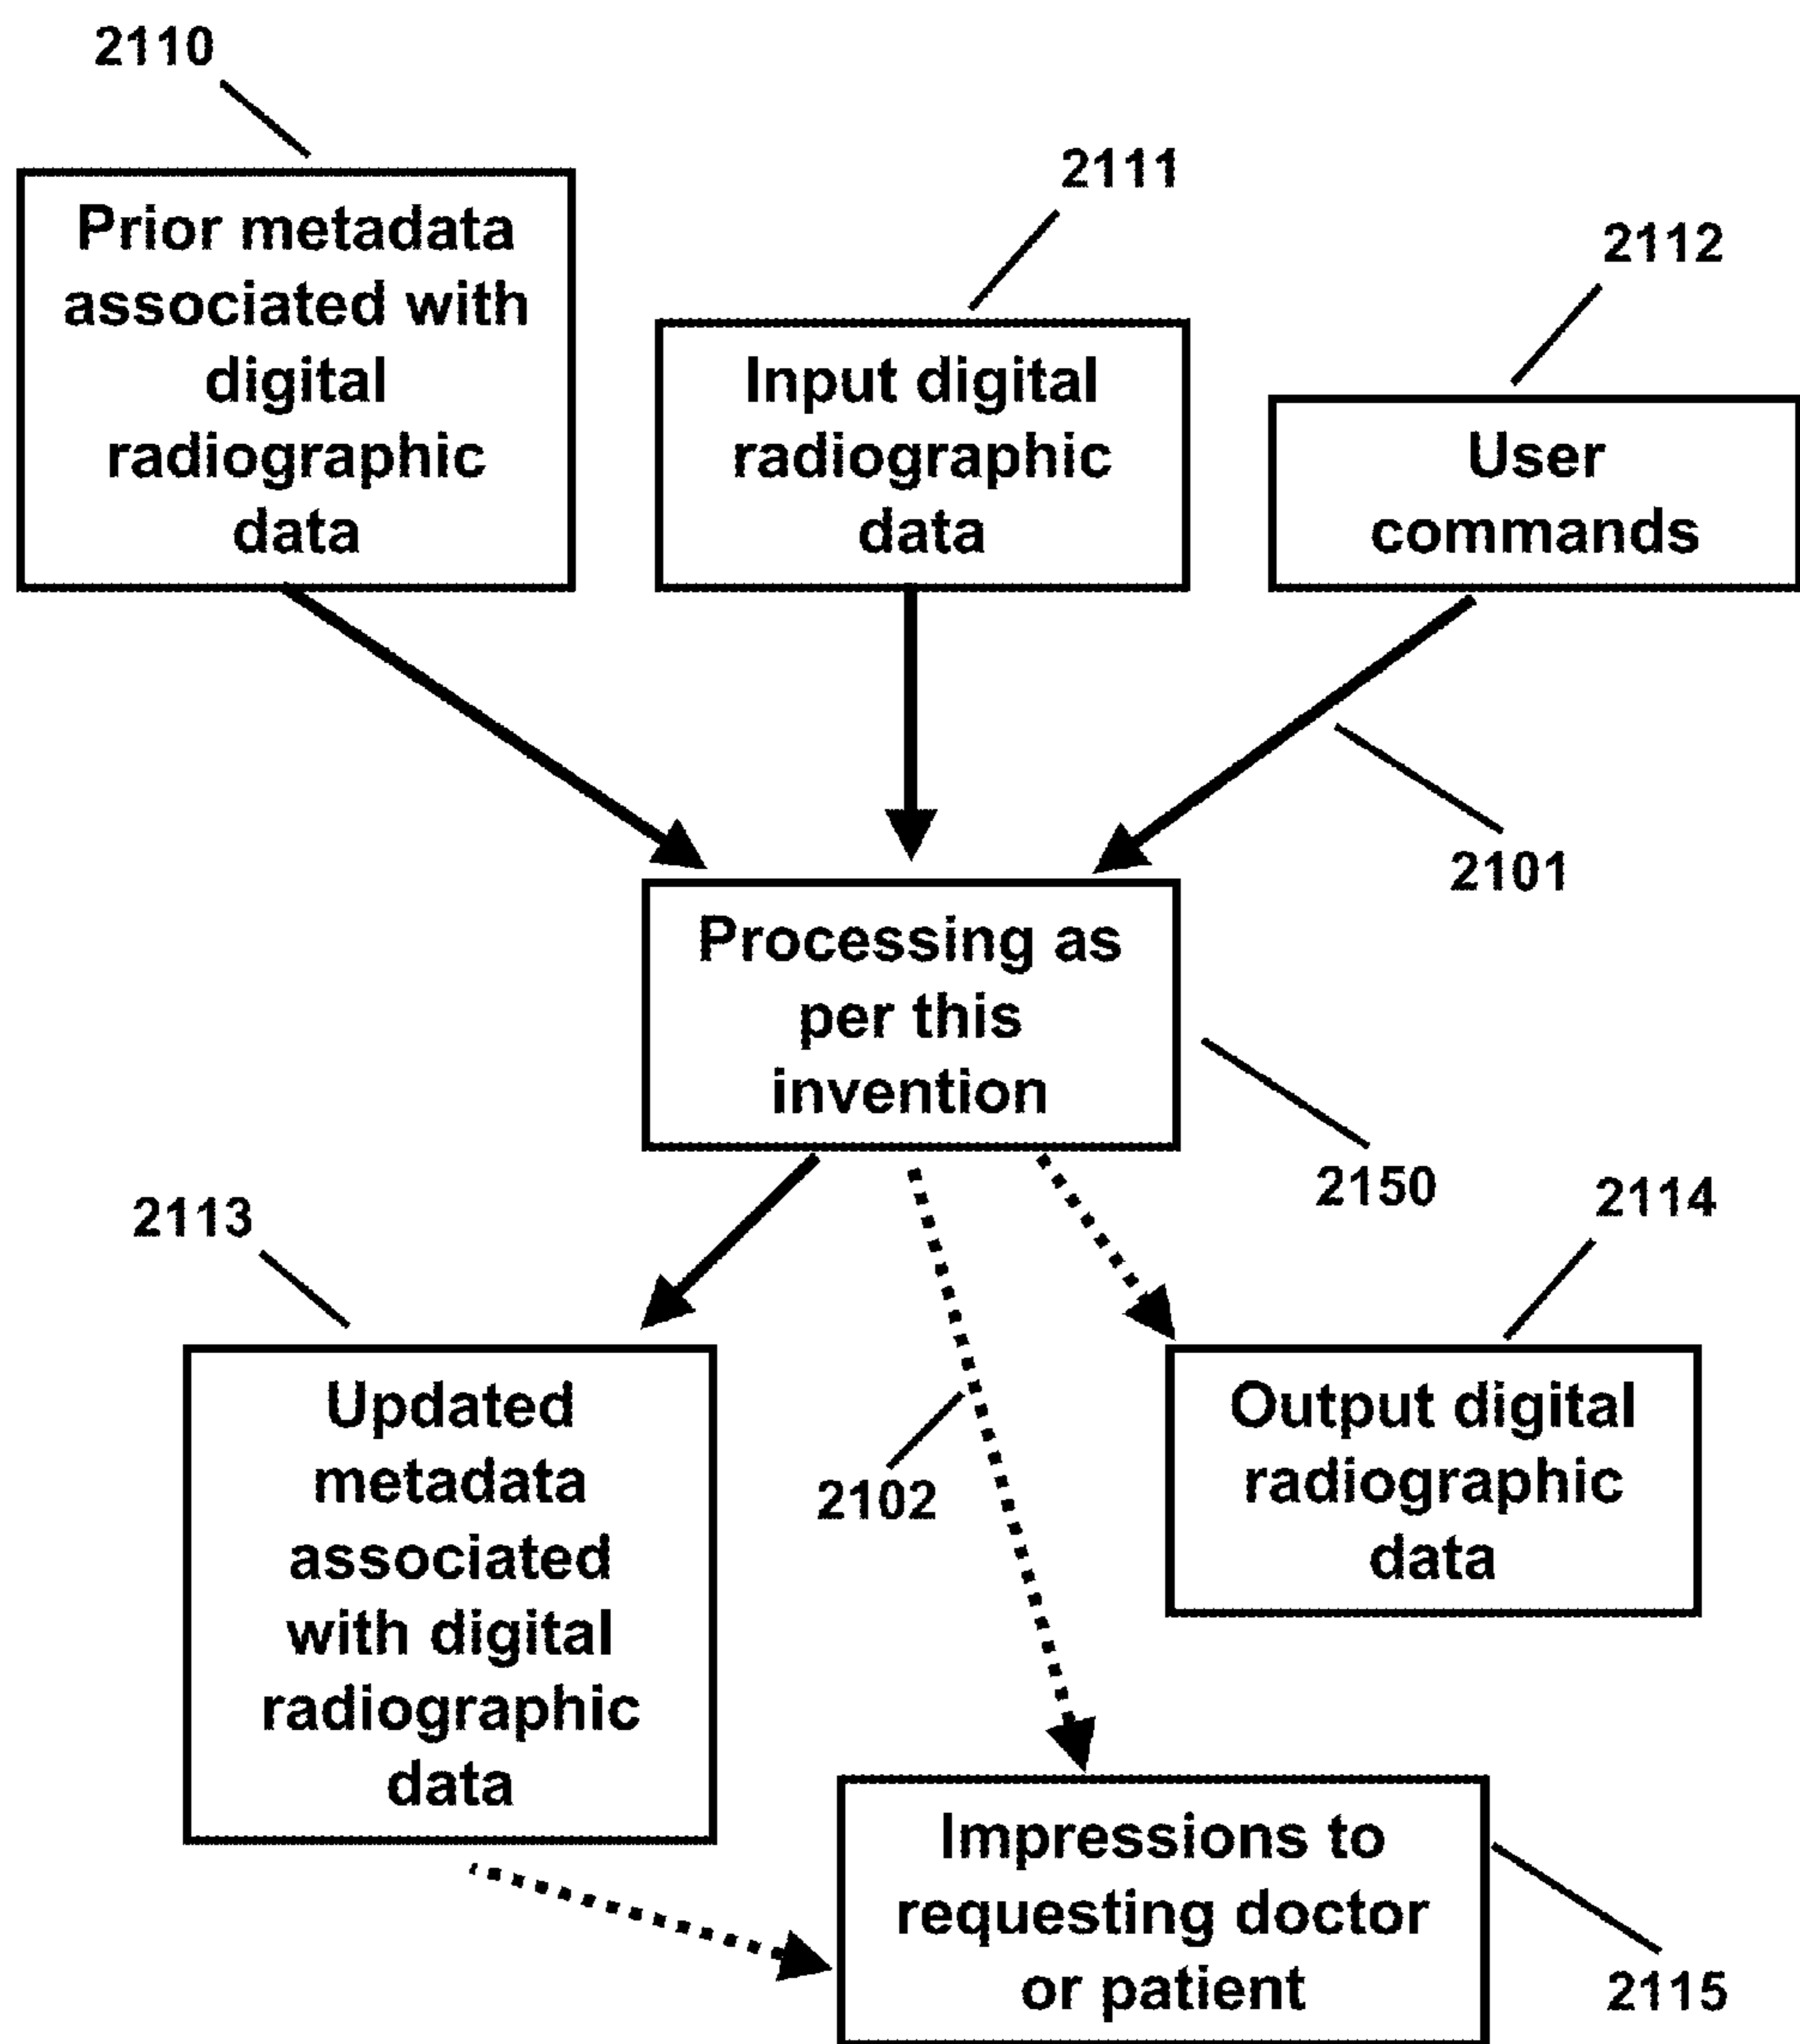 2110
Prior metadata
associated with
digital
radiographic
data
2111
Input digital
radiographic
data
2112
User
commands
2101
Processing as
per this
invention
2150
2113
Updated
metadata
associated
with digital
radiographic
data
2102
2114
Output digital
radiographic
data
Impressions to
requesting doctor
or patient
2115